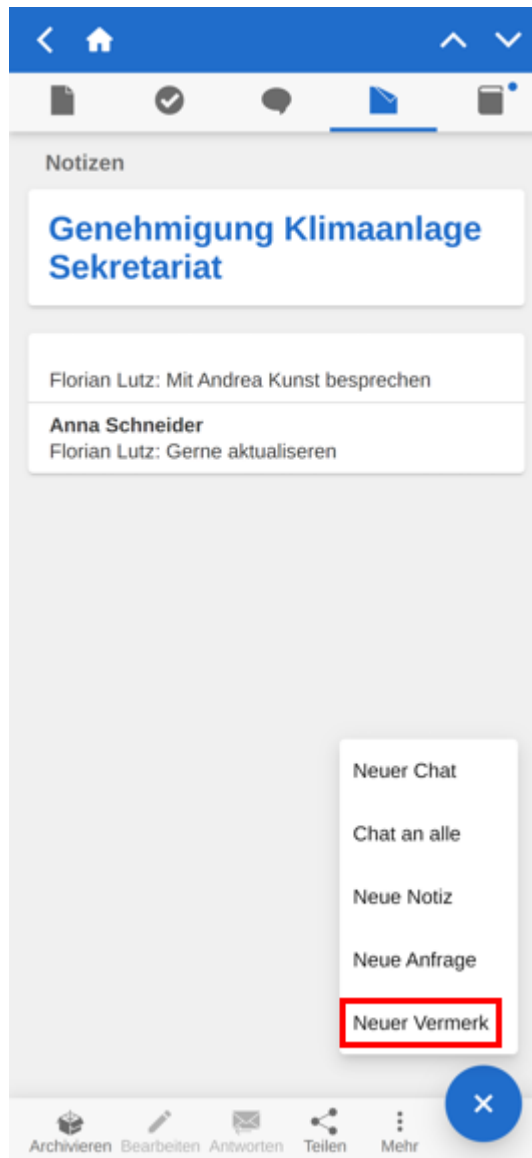 Notizen
Genehmigung Klimaanlage
Sekretariat
Florian Lutz: Mit Andrea Kunst besprechen
Anna Schneider
Florian Lutz: Gerne aktualiseren
Neuer Chat
Chat an alle
Neue Notiz
Neue Anfrage
Neuer Vermerk
Archivieren Bearbeiten Antworten Teilen Mehr